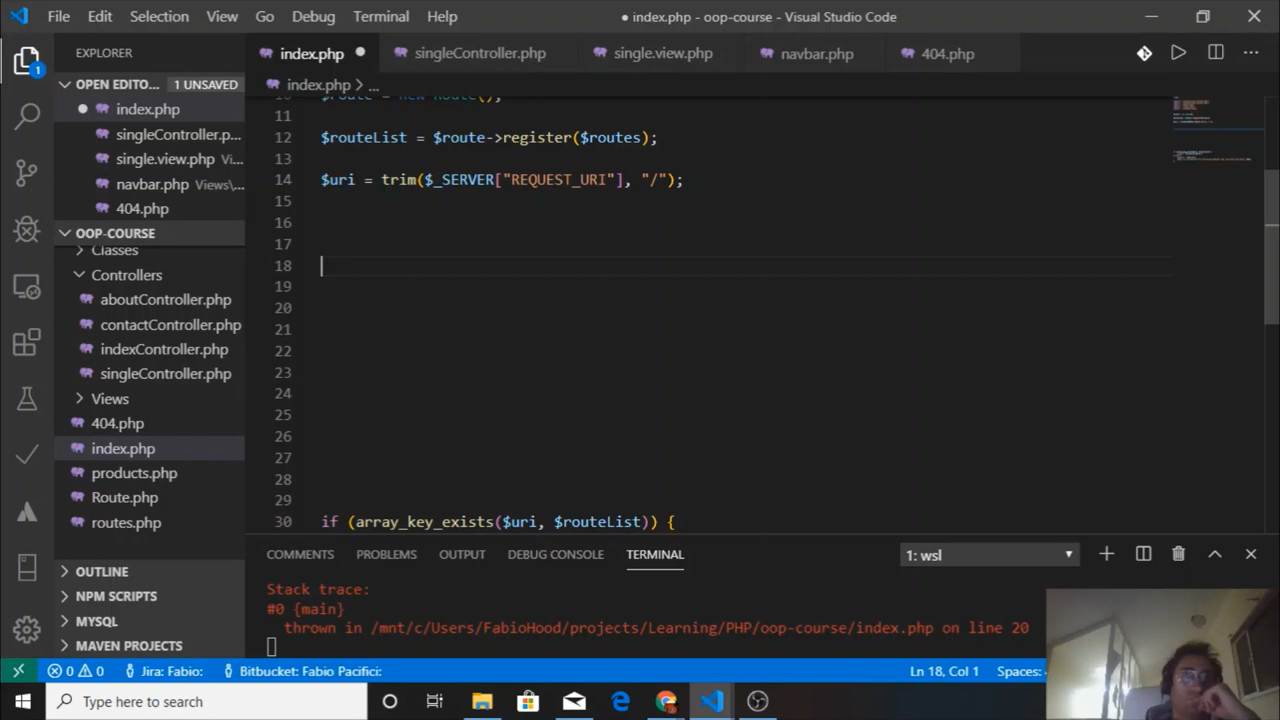 File Edit Selection View Go Debug Terminal Help
● index.php - oop-course - Visual Studio Code
EXPLORER
index.php singleController.php single.view.php navbar.php 404.php
OPEN EDITO... 1 UNSAVED
index.php > ...
index.php
singleController.p...
single.view.php Vi...
navbar.php Views\...
404.php
OOP-COURSE
Classes
Controllers
aboutController.php
contactController.php
indexController.php
singleController.php
Views
404.php
index.php
products.php
Route.php
routes.php
OUTLINE
NPM SCRIPTS
MYSQL
MAVEN PROJECTS
10 $route = new Route();
11
12 $routeList = $route->register($routes);
13
14 $uri = trim($_SERVER["REQUEST_URI"], "/");
15
16
17
18
19
20
21
22
23
24
25
26
27
28
29
30 if (array_key_exists($uri, $routeList)) {
COMMENTS PROBLEMS OUTPUT DEBUG CONSOLE TERMINAL 1: wsl
Stack trace:
#0 {main}
thrown in /mnt/c/Users/FabioHood/projects/Learning/PHP/oop-course/index.php on line 20
0 0 Jira: Fabio: Bitbucket: Fabio Pacifici: Ln 18, Col 1 Spaces:
Type here to search